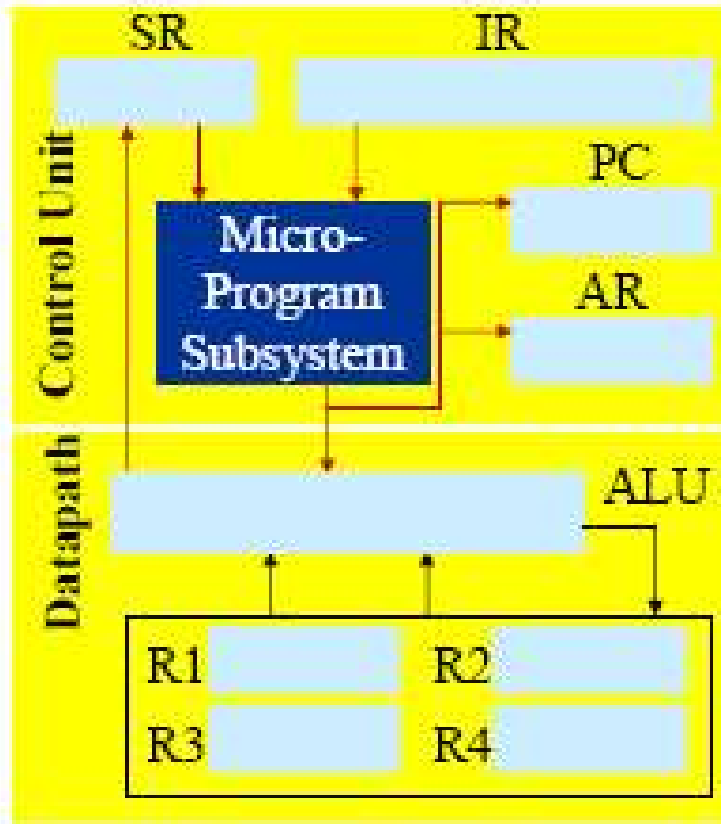 SR
IR
Control Unit
PC
Micro-
Program
Subsystem
AR
Datapath
ALU
R1
R2
R3
R4